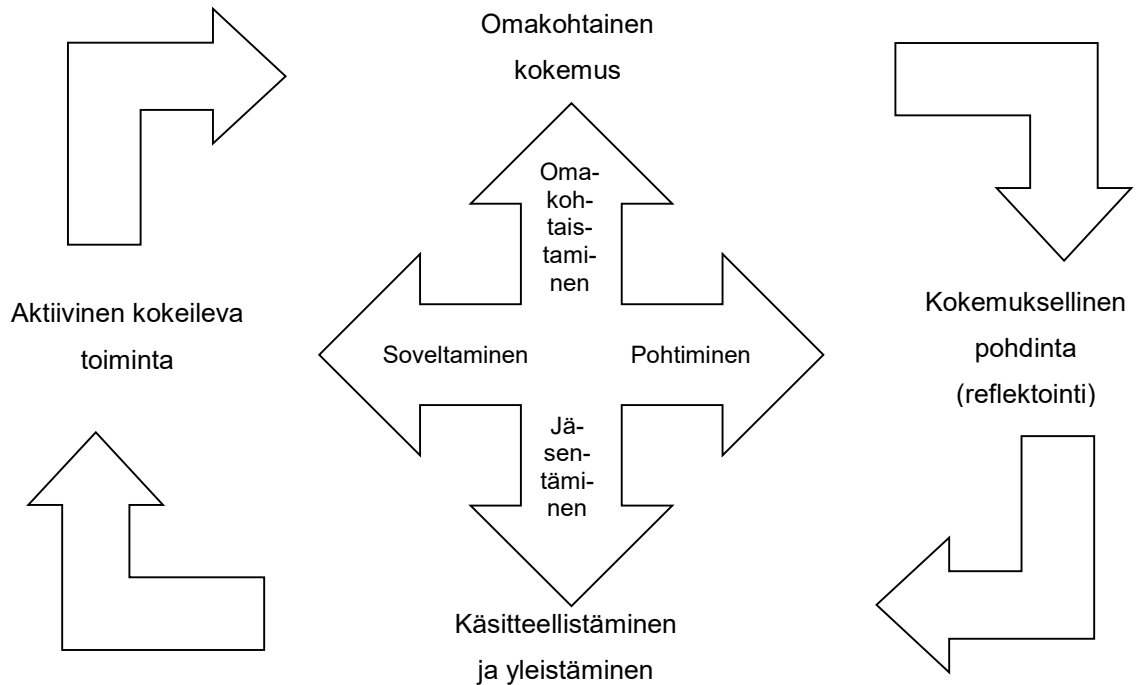 Omakohtainen
kokemus
Oma-
koh-
tais-
tami-
nen
Aktiivinen kokeileva
toiminta
Soveltaminen
Pohtiminen
Kokemuksellinen
pohdinta
(reflektointi)
Jä-
sen-
tämi-
nen
Käsitteellistäminen
ja yleistäminen